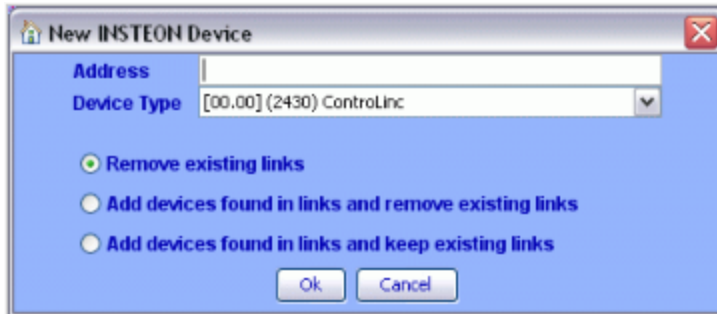 New INSTEON Device
Address
Device Type [00.00] (2430) ControLinc
Remove existing links
Add devices found in links and remove existing links
Add devices found in links and keep existing links
Ok Cancel